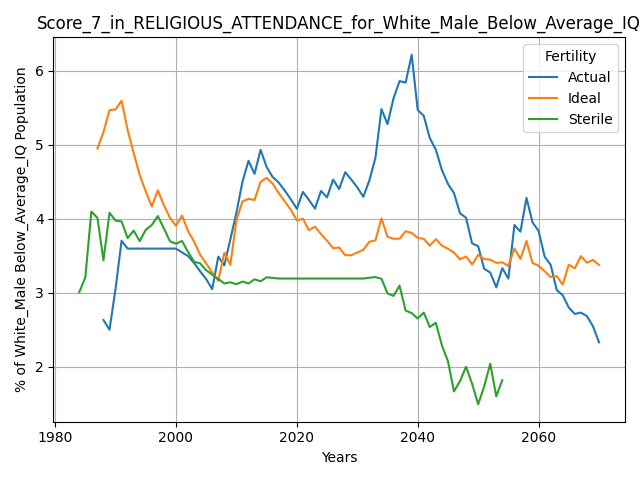 Score_7_in_RELIGIOUS_ATTENDANCE_for_White_Male_Below_Average_IQ
% of White_Male Below_Average_IQ Population
6
5
4
3
2
Fertility
Actual
Ideal
Sterile
1980
2000
2020
2040
2060
Years